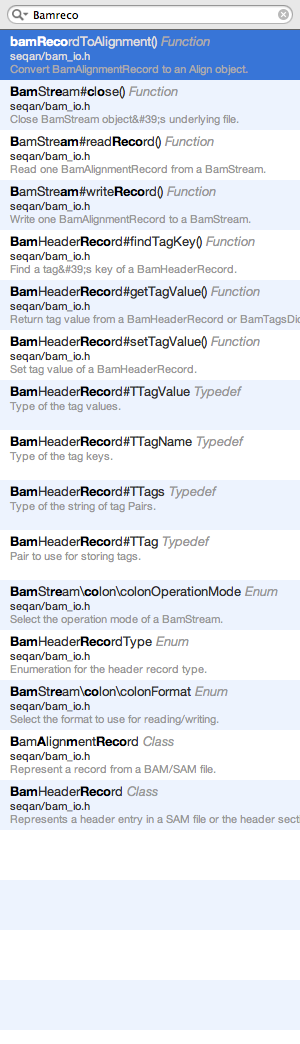 Bamreco
bamRecordToAlignment() Function
seqan/bam_io.h
Convert BamAlignmentRecord to an Align object.
BamStream#close() Function
seqan/bam_io.h
Close BamStream object&#39;s underlying file.
BamStream#readRecord() Function
seqan/bam_io.h
Read one BamAlignmentRecord from a BamStream.
BamStream#writeRecord() Function
seqan/bam_io.h
Write one BamAlignmentRecord to a BamStream.
BamHeaderRecord#findTagKey() Function
seqan/bam_io.h
Find a tag&#39;s key of a BamHeaderRecord.
BamHeaderRecord#getTagValue() Function
seqan/bam_io.h
Return tag value from a BamHeaderRecord or BamTagsDic
BamHeaderRecord#setTagValue() Function
seqan/bam_io.h
Set tag value of a BamHeaderRecord.
BamHeaderRecord#TTagValue Typedef
Type of the tag values.
BamHeaderRecord#TTagName Typedef
Type of the tag keys.
BamHeaderRecord#TTags Typedef
Type of the string of tag Pairs.
BamHeaderRecord#TTag Typedef
Pair to use for storing tags.
BamStream\colon\colonOperationMode Enum
seqan/bam_io.h
Select the operation mode of a BamStream.
BamHeaderRecordType Enum
seqan/bam_io.h
Enumeration for the header record type.
BamStream\colon\colonFormat Enum
seqan/bam_io.h
Select the format to use for reading/writing.
BamAlignmentRecord Class
seqan/bam_io.h
Represent a record from a BAM/SAM file.
BamHeaderRecord Class
seqan/bam_io.h
Represents a header entry in a SAM file or the header secti